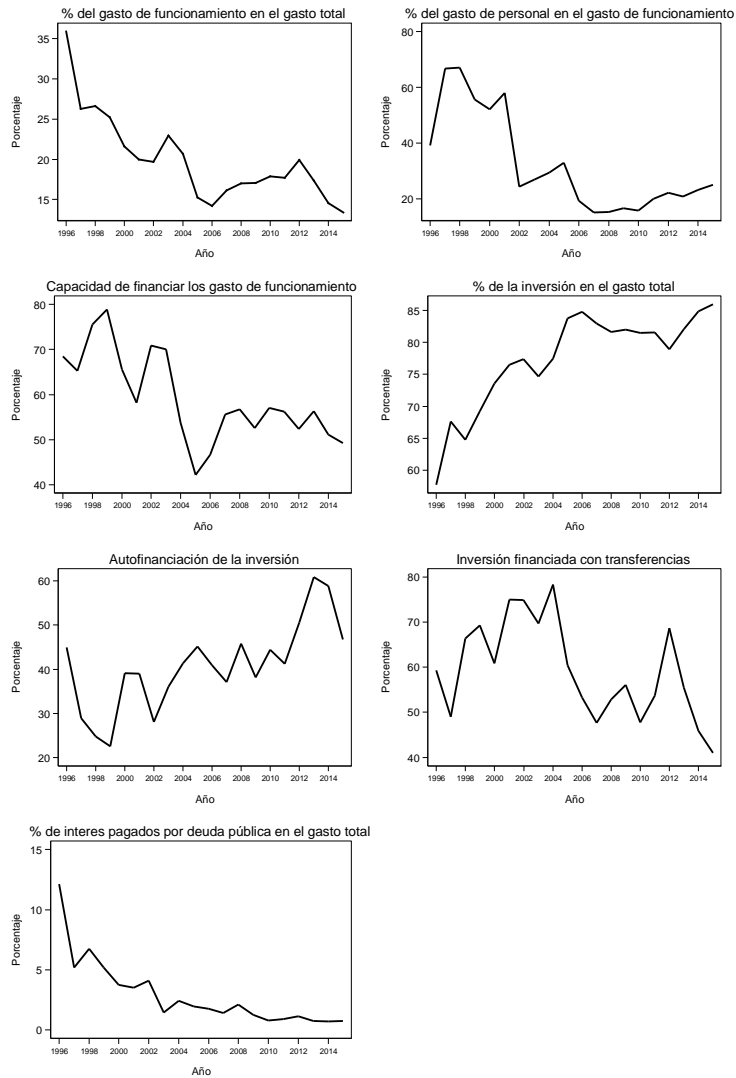 % del gasto de funcionamiento en el gasto total
35
30
25
20
15
Porcentaje
1996 1998 2000 2002 2004 2006 2008 2010 2012 2014
Año
% del gasto de personal en el gasto de funcionamiento
80
60
40
20
Porcentaje
1996 1998 2000 2002 2004 2006 2008 2010 2012 2014
Año
Capacidad de financiar los gasto de funcionamiento
80
70
60
50
40
Porcentaje
1996 1998 2000 2002 2004 2006 2008 2010 2012 2014
Año
% de la inversión en el gasto total
85
80
75
70
65
60
Porcentaje
1996 1998 2000 2002 2004 2006 2008 2010 2012 2014
Año
Autofinanciación de la inversión
60
50
40
30
20
Porcentaje
1996 1998 2000 2002 2004 2006 2008 2010 2012 2014
Año
Inversión financiada con transferencias
80
70
60
50
40
Porcentaje
1996 1998 2000 2002 2004 2006 2008 2010 2012 2014
Año
% de interes pagados por deuda pública en el gasto total
15
10
5
0
Porcentaje
1996 1998 2000 2002 2004 2006 2008 2010 2012 2014
Año